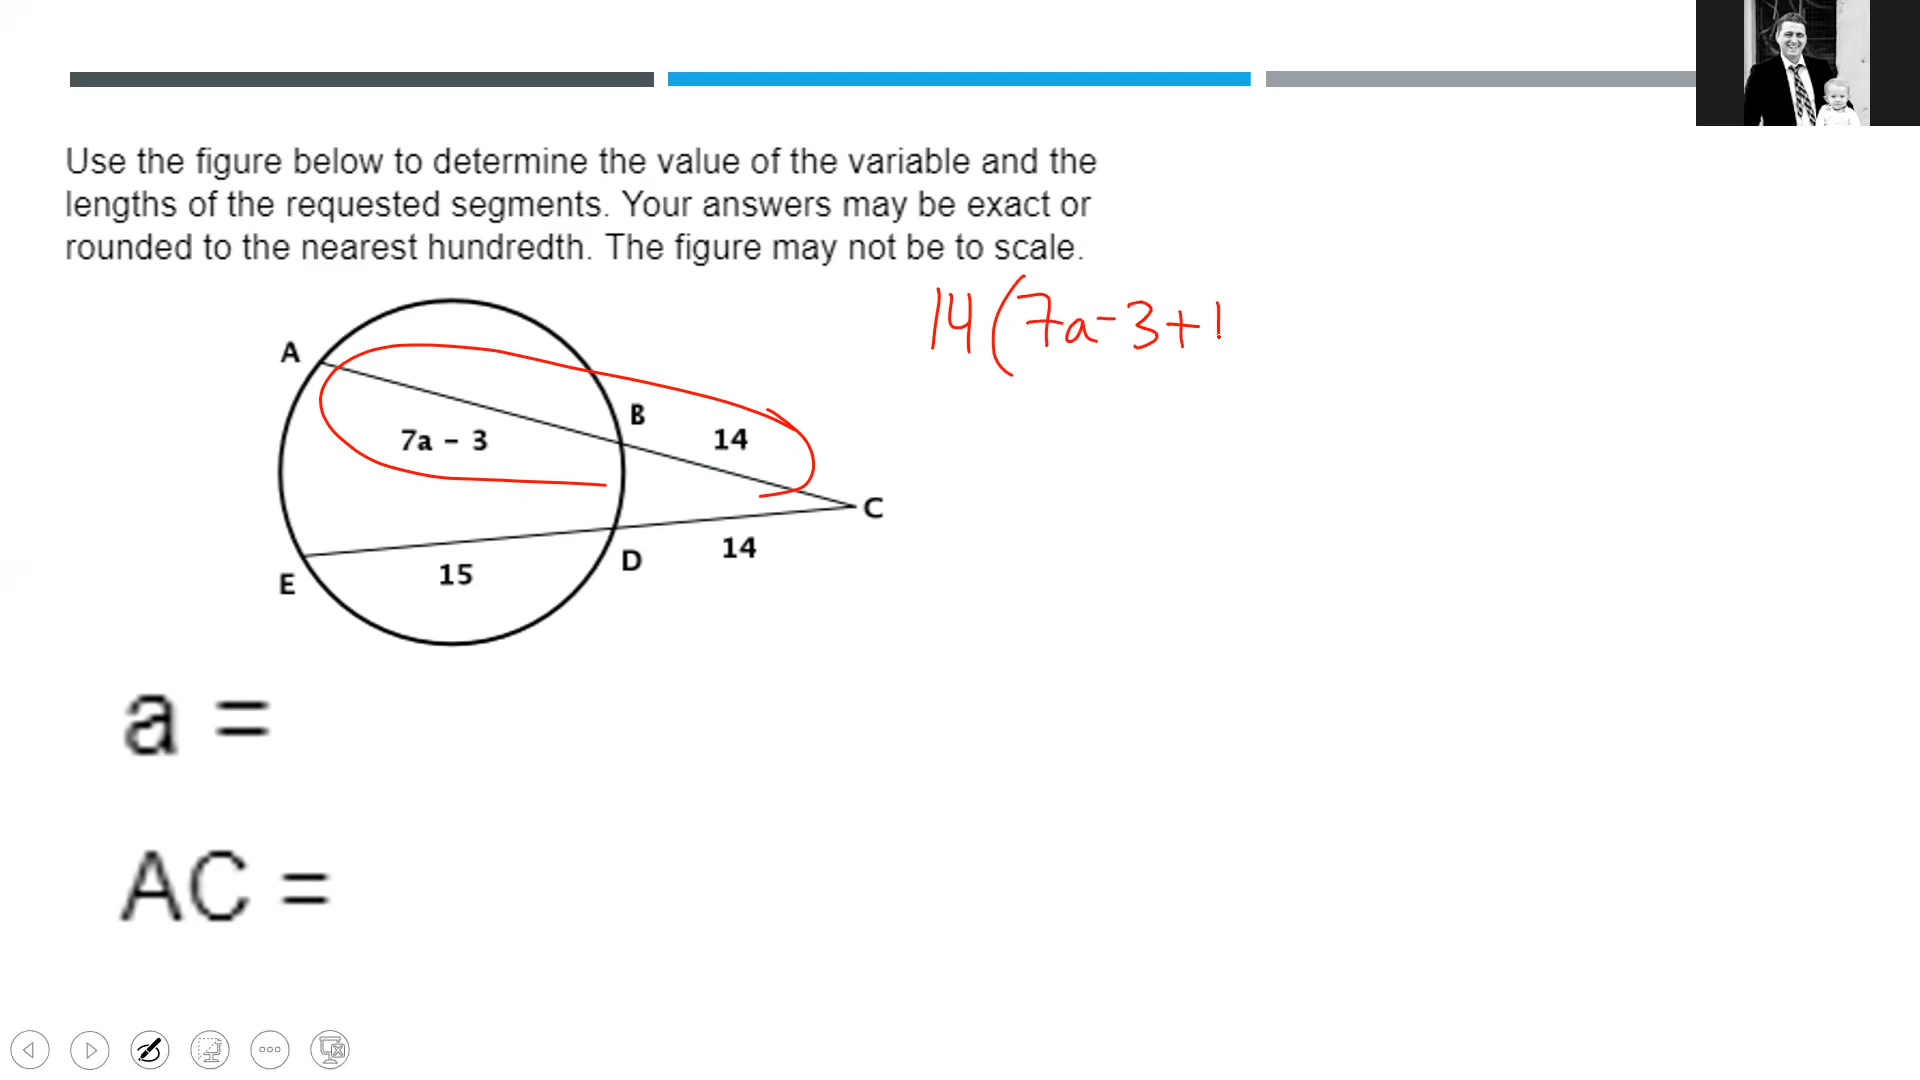 Use the figure below to determine the value of the variable and the
lengths of the requested segments. Your answers may be exact or
rounded to the nearest hundredth. The figure may not be to scale.
14(7a-3+1
A
B
7a - 3
14
C
14
D
15
E
a =
AC =